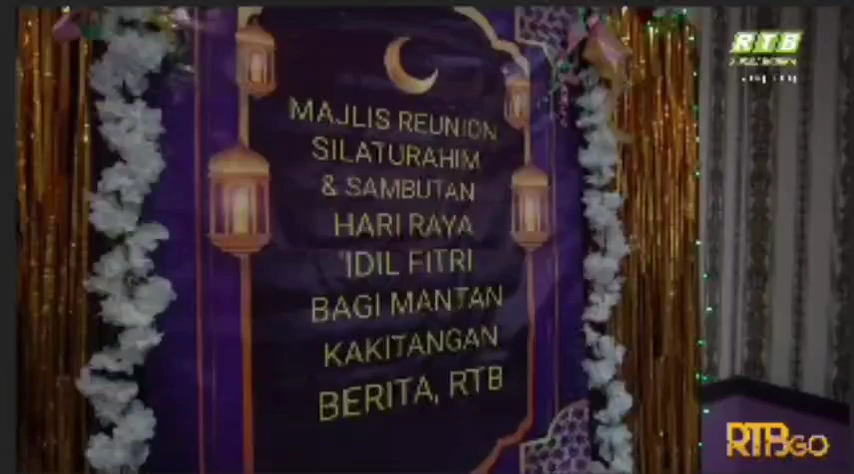 RTB
MAJLIS REUNION
SILATURAHIM
& SAMBUTAN
HARI RAYA
'IDIL FITRI
BAGI MANTAN
KAKITANGAN
BERITA, RTB
RTBGO